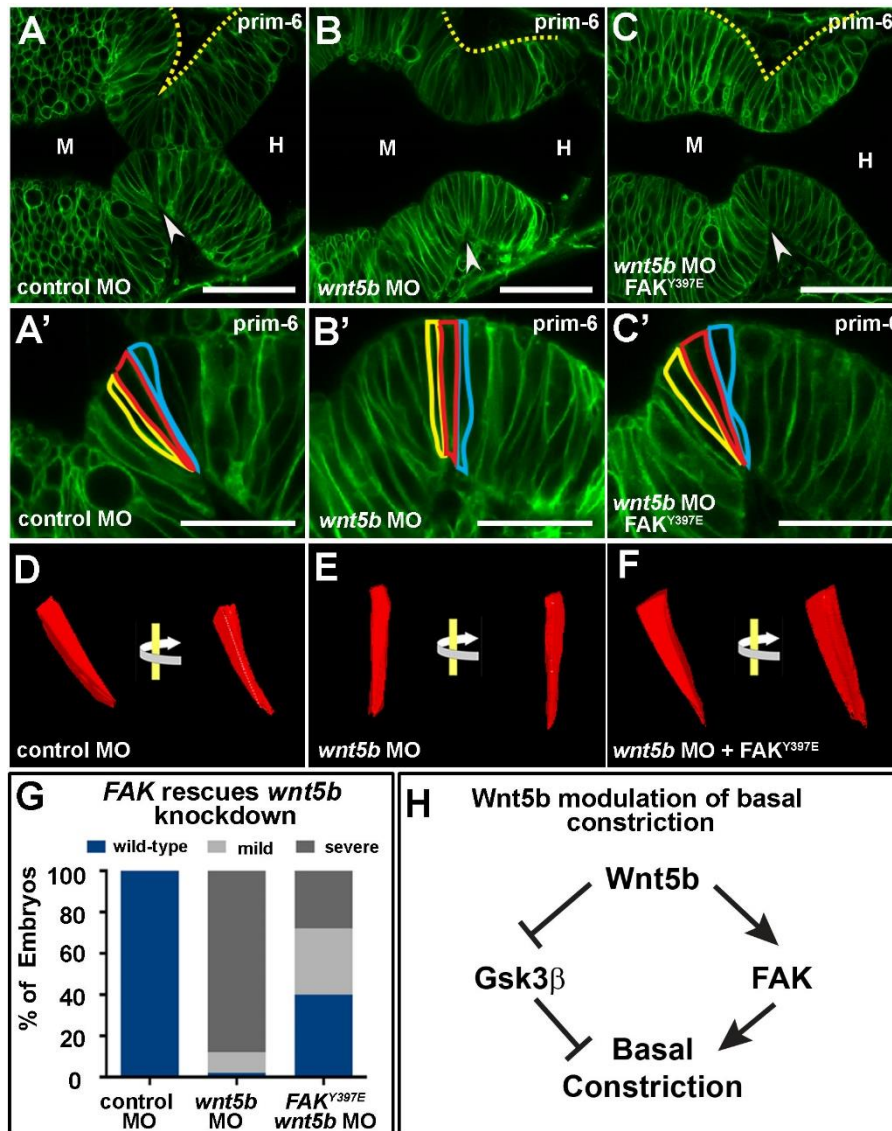 A
prim-6
M
H
control MO
B
prim-6
M
H
wnt5b MO
C
prim-6
M
H
wnt5b MO
FAKY397E
A'
prim-6
control MO
B'
prim-6
wnt5b MO
C'
prim-6
wnt5b MO
FAKY397E
D
control MO
E
wnt5b MO
F
wnt5b MO + FAKY397E
G
FAK rescues wnt5b
knockdown
wild-type mild severe
% of Embryos
100
80
60
40
20
0
control
MO
wnt5b
MO
FAKY397E
wnt5b MO
H
Wnt5b modulation of basal
constriction
Wnt5b
Gsk3β FAK
Basal
Constriction